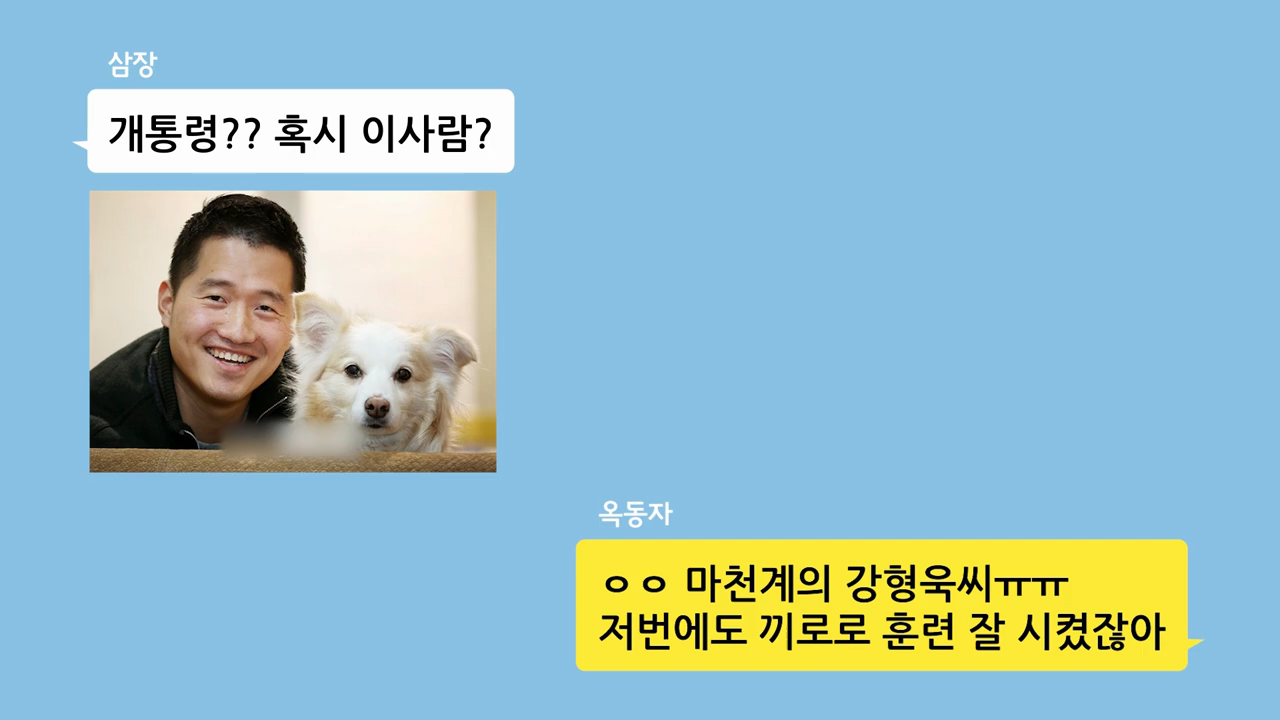 삼장
개통령?? 혹시 이사람?
옥동자
ㅇㅇ 마천계의 강형욱씨ㅠㅠ
저번에도 끼로로 훈련 잘 시켰잖아